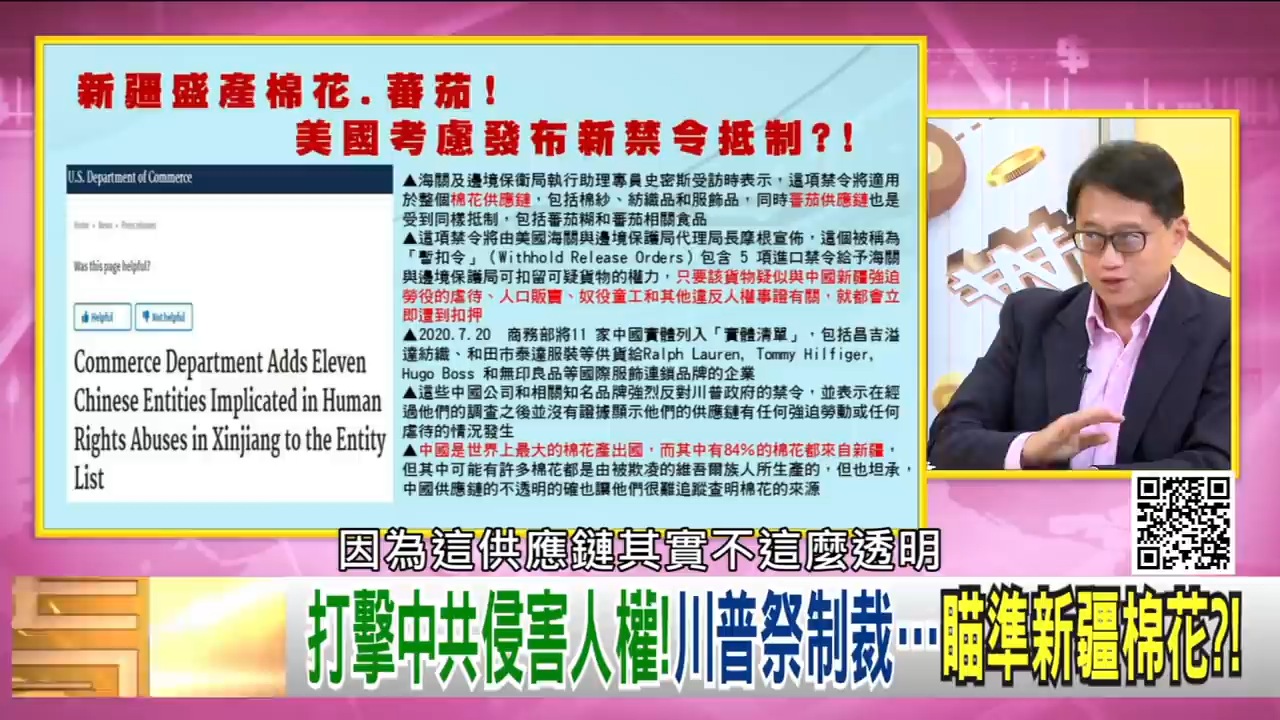 新疆盛產棉花.蕃茄!
美國考慮發布新禁令抵制?!
U.S. Department of Commerce
Home » News » Press releases
Was this page helpful?
Helpful
Not helpful
Commerce Department Adds Eleven
Chinese Entities Implicated in Human
Rights Abuses in Xinjiang to the Entity
List
▲海關及邊境保衛局執行助理專員史密斯受訪時表示,這項禁令將適用
於整個棉花供應鏈,包括棉紗、紡織品和服飾品,同時蕃茄供應鏈也是
受到同樣抵制,包括番茄糊和番茄相關食品
▲這項禁令將由美國海關與邊境保護局代理局長摩根宣佈,這個被稱為
「暫扣令」(Withhold Release Orders)包含 5 項進口禁令給予海關
與邊境保護局可扣留可疑貨物的權力,只要該貨物疑似與中國新疆強迫
勞役的虐待、人口販賣、奴役童工和其他違反人權事證有關,就都會立
即遭到扣押
▲2020.7.20 商務部將11 家中國實體列入「實體清單」,包括昌吉溢
達紡織、和田市泰達服裝等供貨給Ralph Lauren, Tommy Hilfiger,
Hugo Boss 和無印良品等國際服飾連鎖品牌的企業
▲這些中國公司和相關知名品牌強烈反對川普政府的禁令,並表示在經
過他們的調查之後並沒有證據顯示他們的供應鏈有任何強迫勞動或任何
虐待的情況發生
▲中國是世界上最大的棉花產出國,而其中有84%的棉花都來自新疆,
但其中可能有許多棉花都是由被欺凌的維吾爾族人所生產的,但也坦承,
中國供應鏈的不透明的確也讓他們很難追蹤查明棉花的來源
因為這供應鏈其實不這麼透明
打擊中共侵害人權!川普祭制裁…瞄準新疆棉花?!